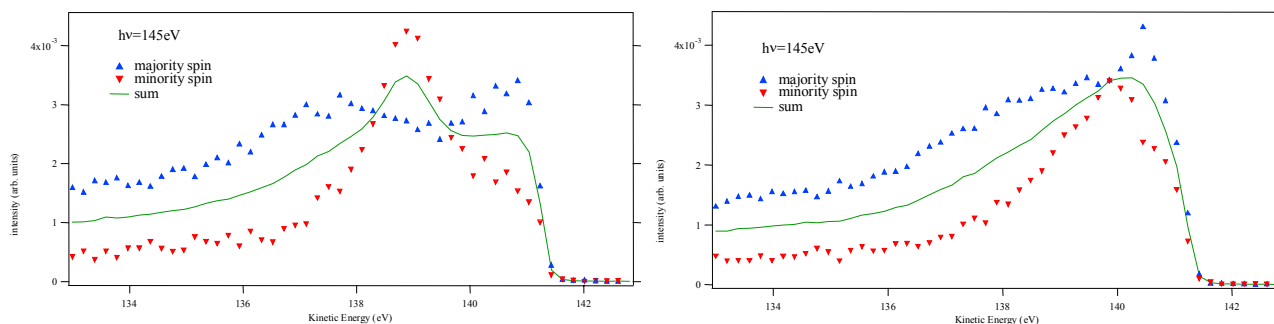 hν=145eV
4x10-3
majority spin
minority spin
sum
3
2
1
0
intensity (arb. units)
134
136
138
140
142
Kinetic Energy (eV)
hν=145eV
4x10-3
majority spin
minority spin
sum
3
2
1
0
intensity (arb. units)
134
136
138
140
142
Kinetic Energy (eV)